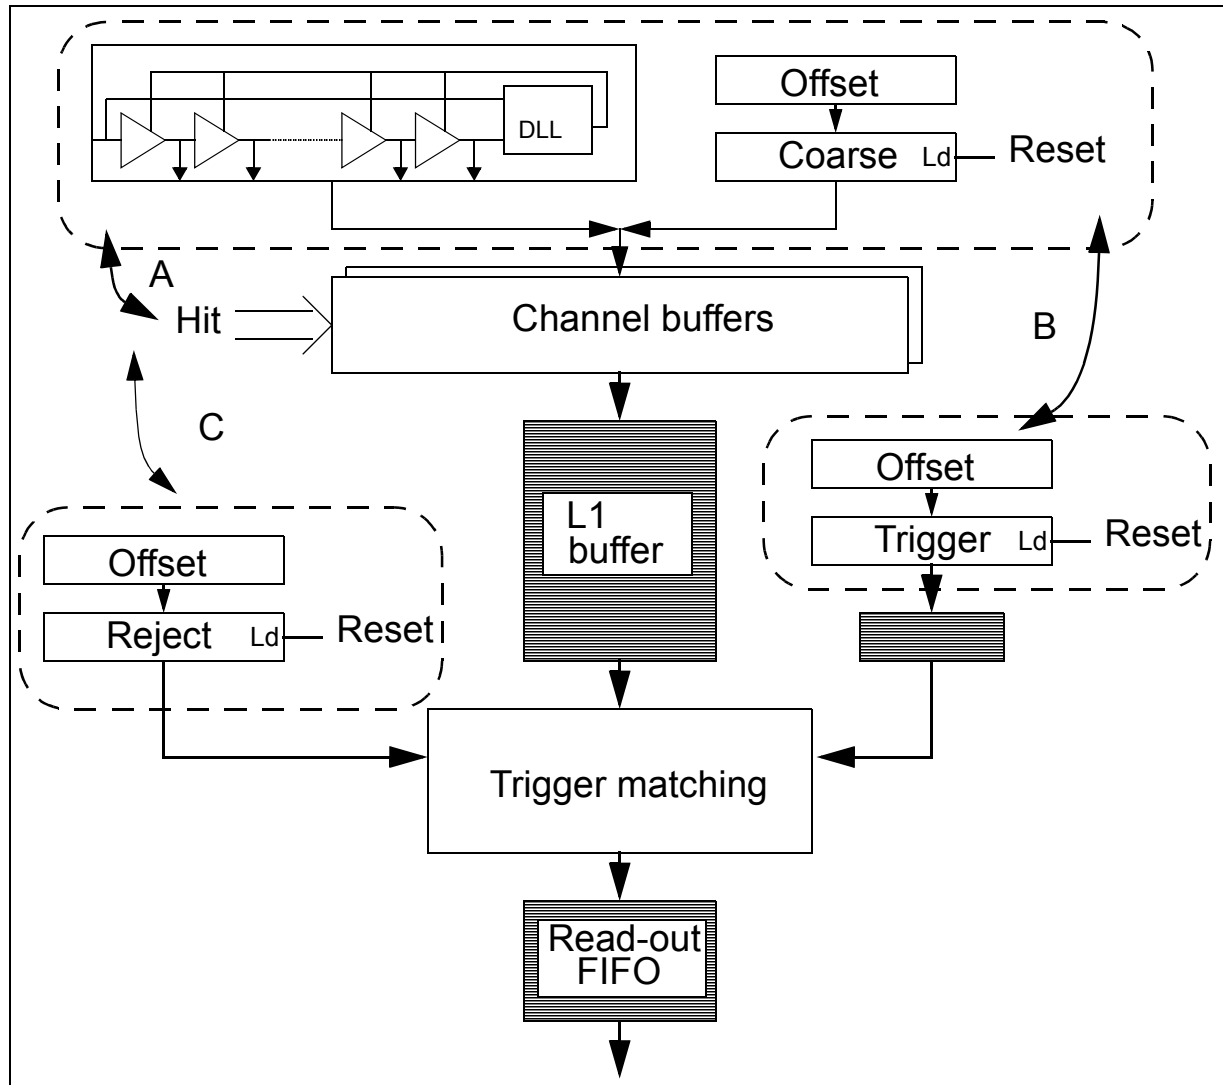 DLL
Offset
Coarse
Ld
Reset
A
Hit
Channel buffers
B
C
L1
buffer
Offset
Trigger
Ld
Reset
Offset
Reject
Ld
Reset
Trigger matching
Read-out
FIFO